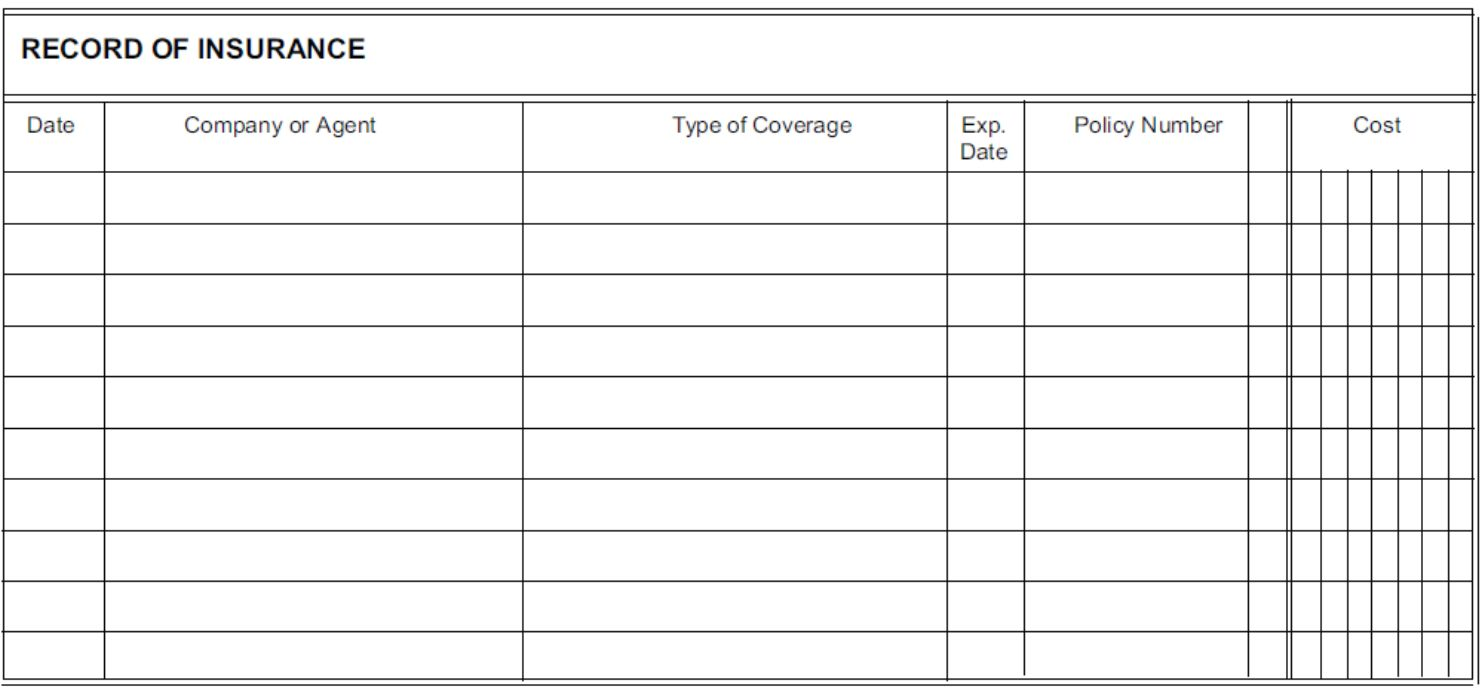 RECORD OF INSURANCE
Date Company or Agent Type of Coverage Exp. Date Policy Number Cost